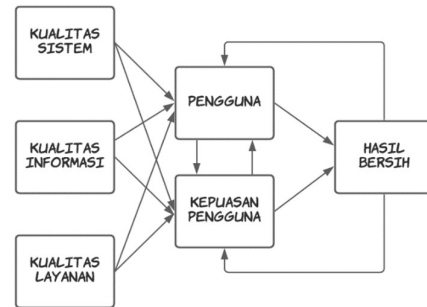 KUALITAS
SISTEM
KUALITAS
INFORMASI
KUALITAS
LAYANAN
PENGGUNA
KEPUASAN
PENGGUNA
HASIL
BERSIH